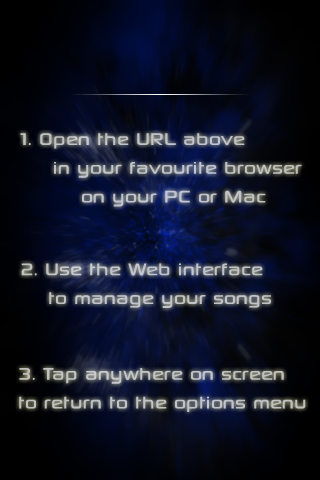 1. Open the URL above
in your favourite browser
on your PC or Mac
2. Use the Web interface
to manage your songs
3. Tap anywhere on screen
to return to the options menu